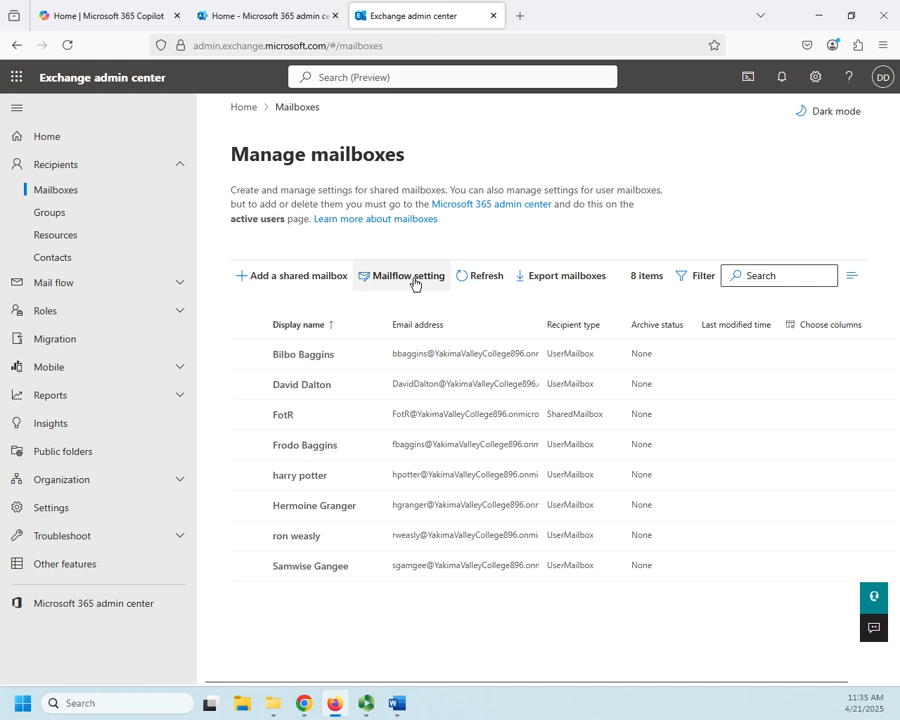 Home | Microsoft 365 Copilot
Home - Microsoft 365 admin ce
Exchange admin center
admin.exchange.microsoft.com/#/mailboxes
Exchange admin center
Search (Preview)
DD
Home > Mailboxes
Dark mode
Home
Recipients
Mailboxes
Groups
Resources
Contacts
Mail flow
Roles
Migration
Mobile
Reports
Insights
Public folders
Organization
Settings
Troubleshoot
Other features
Microsoft 365 admin center
Manage mailboxes
Create and manage settings for shared mailboxes. You can also manage settings for user mailboxes,
but to add or delete them you must go to the Microsoft 365 admin center and do this on the
active users page. Learn more about mailboxes
Add a shared mailbox Mailflow setting Refresh Export mailboxes 8 items Filter Search
Display name ↑ Email address Recipient type Archive status Last modified time Choose columns
Bilbo Baggins bbaggins@YakimaValleyCollege896.onr UserMailbox None
David Dalton DavidDalton@YakimaValleyCollege896. UserMailbox None
FotR FotR@YakimaValleyCollege896.onmicro SharedMailbox None
Frodo Baggins fbaggins@YakimaValleyCollege896.onm UserMailbox None
harry potter hpotter@YakimaValleyCollege896.onmi UserMailbox None
Hermoine Granger hgranger@YakimaValleyCollege896.onm UserMailbox None
ron weasly rweasly@YakimaValleyCollege896.onmi UserMailbox None
Samwise Gangee sgamgee@YakimaValleyCollege896.onm UserMailbox None
Search
11:35 AM
4/21/2025